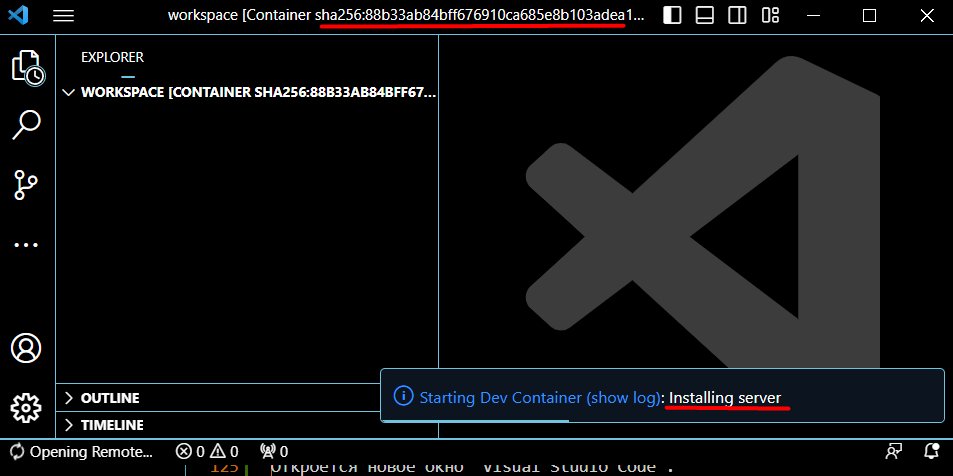 workspace [Container sha256:88b33ab84bff676910ca685e8b103adea1...
EXPLORER
WORKSPACE [CONTAINER SHA256:88B33AB84BFF67...
OUTLINE
TIMELINE
Starting Dev Container (show log): Installing server
Opening Remote... 0 0 0
125 Откроется новое окно "Visual Studio Code".